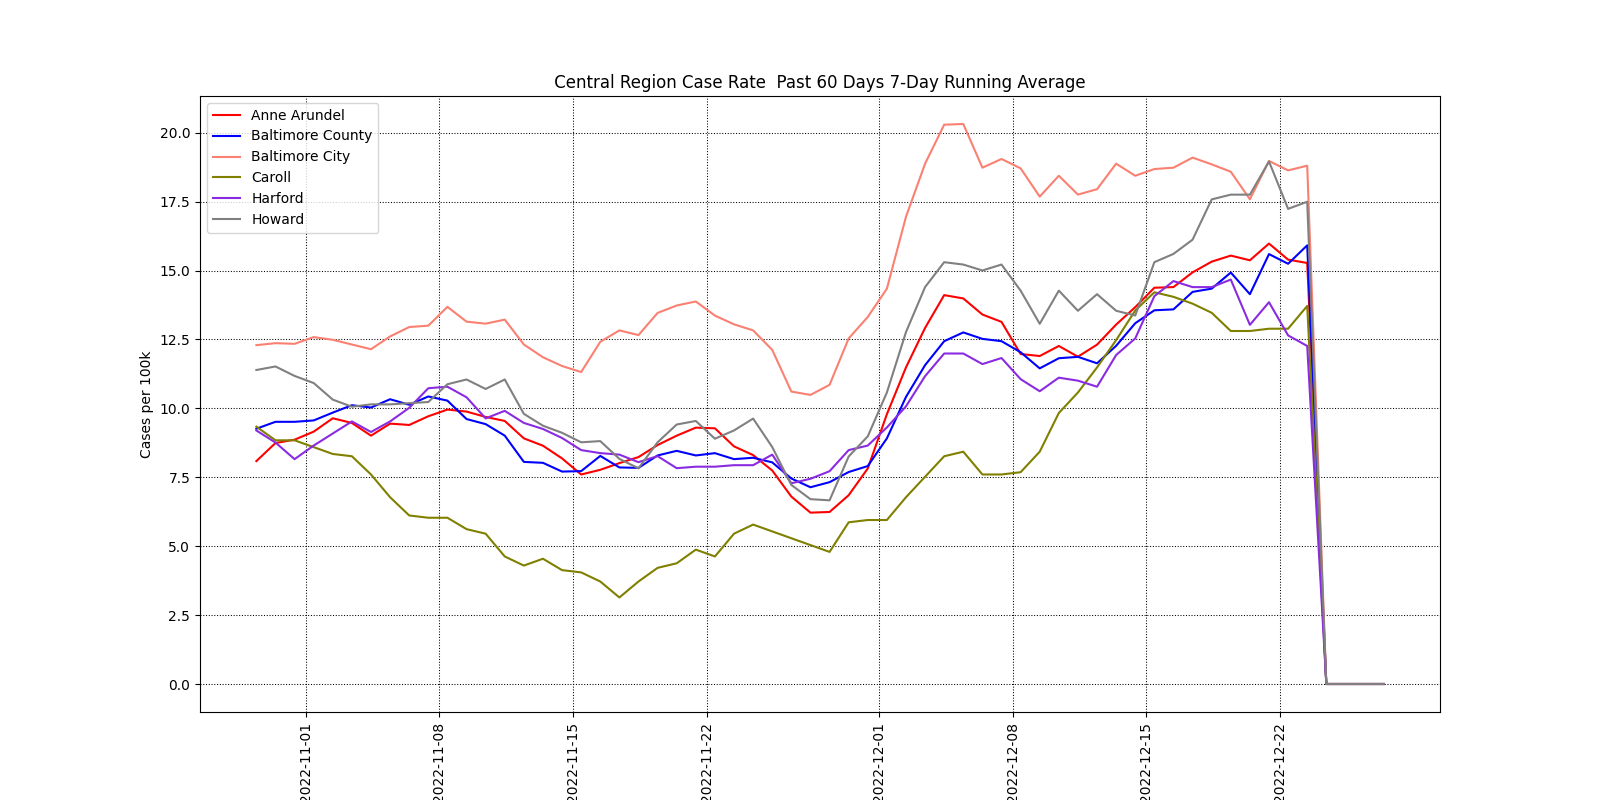 Central Region Case Rate  Past 60 Days 7-Day Running Average
Anne Arundel
Baltimore County
Baltimore City
Caroll
Harford
Howard
20.0
17.5
15.0
12.5
10.0
7.5
5.0
2.5
0.0
Cases per 100k
2022-11-01
2022-11-08
2022-11-15
2022-11-22
2022-12-01
2022-12-08
2022-12-15
2022-12-22